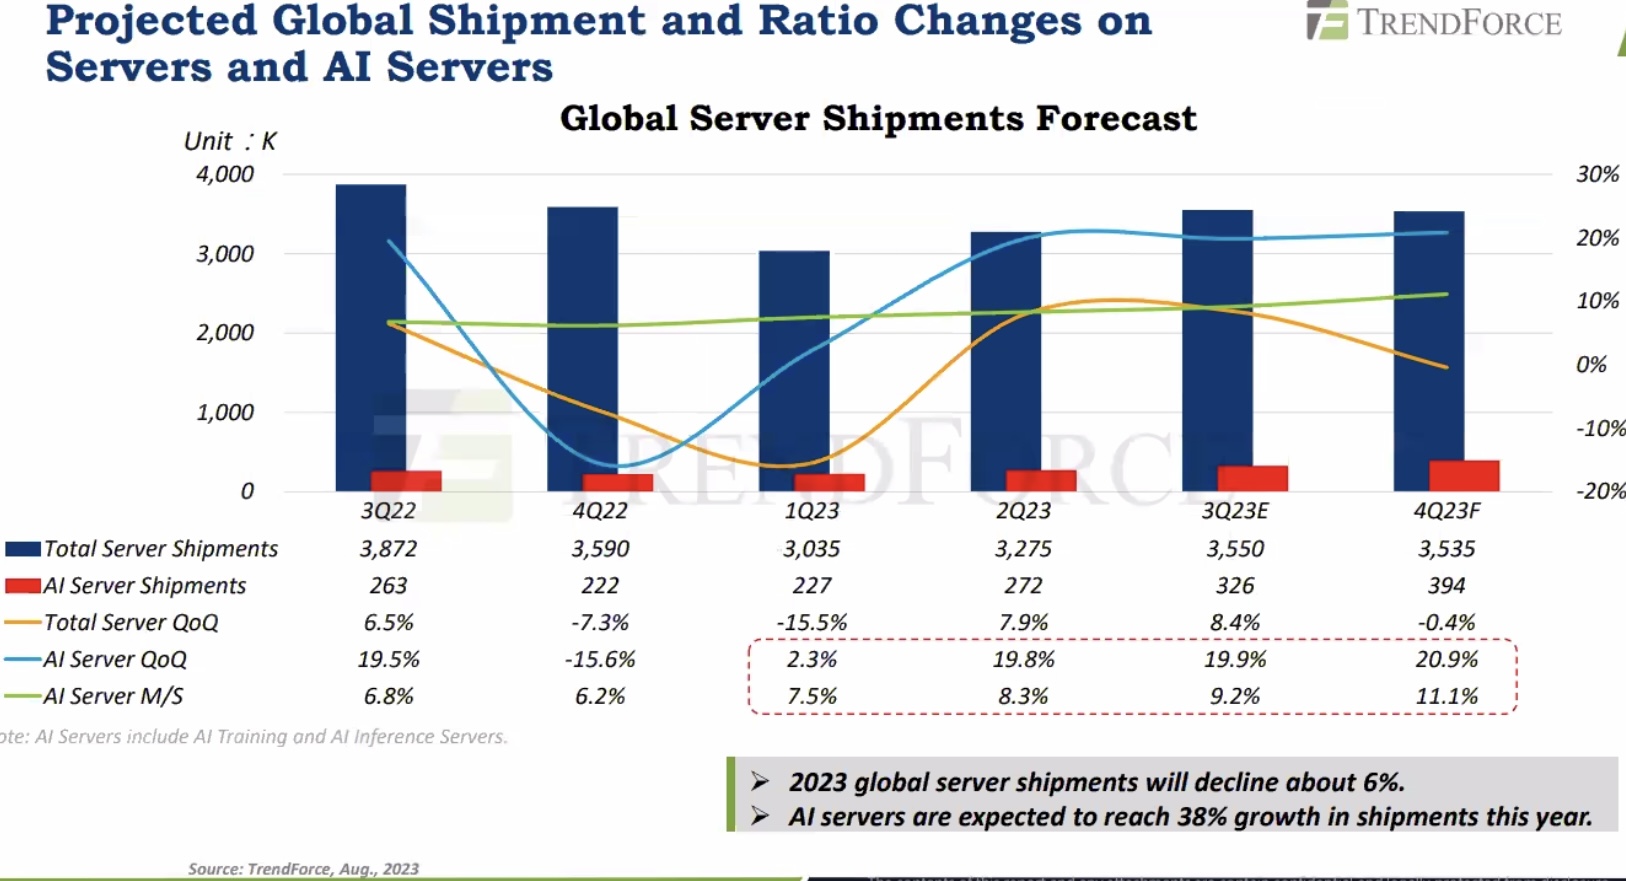 Projected Global Shipment and Ratio Changes on
Servers and AI Servers
TRENDFORCE
Global Server Shipments Forecast
Unit : K
4,000
3,000
2,000
1,000
0
30%
20%
10%
0%
-10%
-20%
TRENDFORCE
3Q22 4Q22 1Q23 2Q23 3Q23E 4Q23F
Total Server Shipments 3,872 3,590 3,035 3,275 3,550 3,535
AI Server Shipments 263 222 227 272 326 394
Total Server QoQ 6.5% -7.3% -15.5% 7.9% 8.4% -0.4%
AI Server QoQ 19.5% -15.6% 2.3% 19.8% 19.9% 20.9%
AI Server M/S 6.8% 6.2% 7.5% 8.3% 9.2% 11.1%
ote: AI Servers include AI Training and AI Inference Servers.
➢ 2023 global server shipments will decline about 6%.
➢ AI servers are expected to reach 38% growth in shipments this year.
Source: TrendForce, Aug., 2023